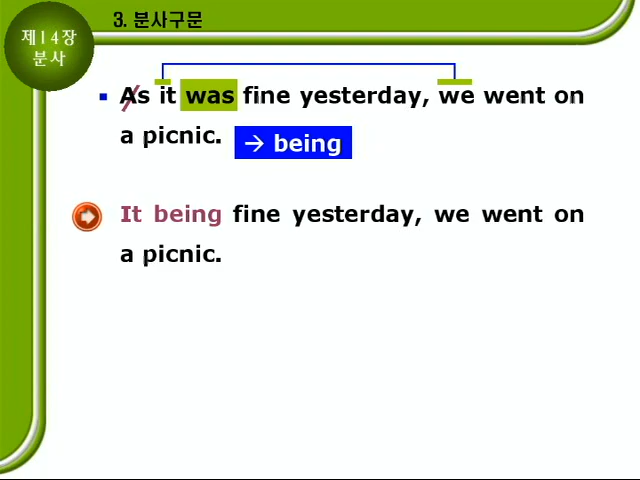 3. 분사구문
제14장
분사
As it was fine yesterday, we went on
a picnic.
→ being
It being fine yesterday, we went on
a picnic.